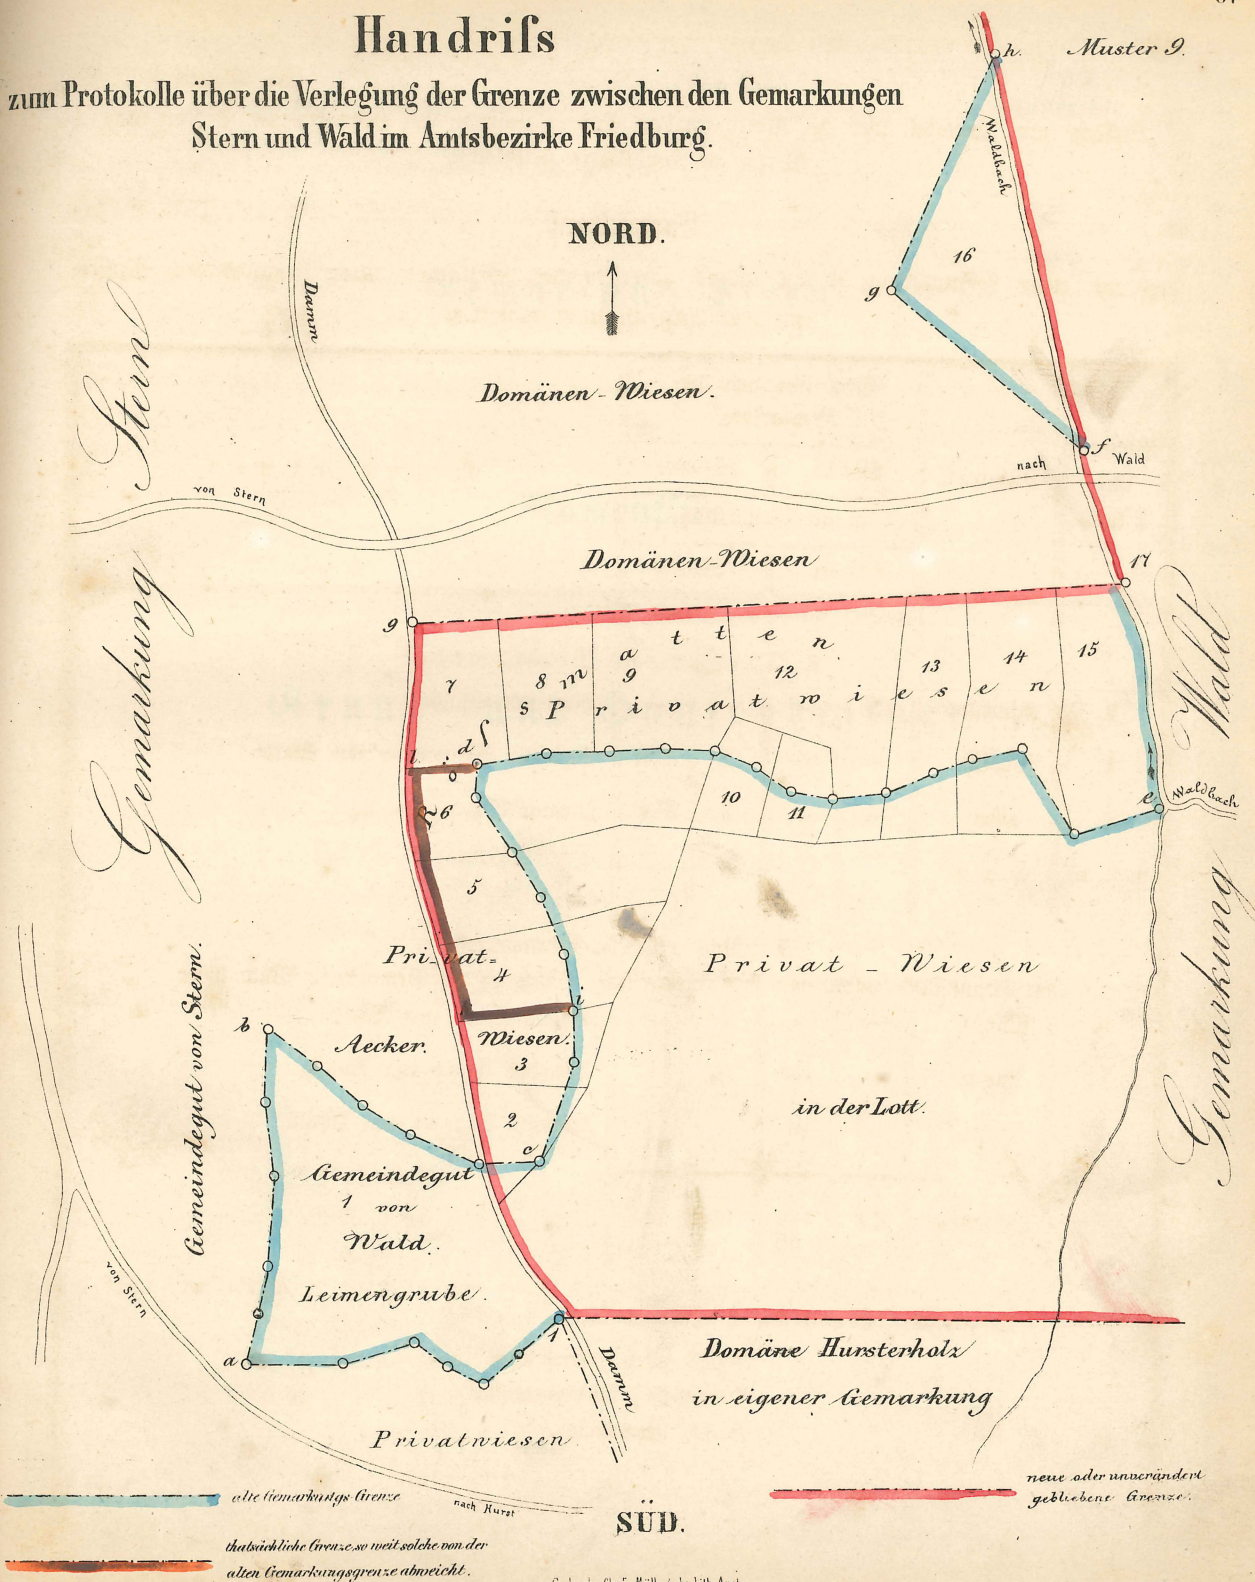 Handriſs
Muster 9.
zum Protokolle über die Verlegung der Grenze zwischen den Gemarkungen
Stern und Wald im Amtsbezirke Friedburg.
h.
Waldbach
16
g
f
NORD.
Damm
Domänen-Wiesen.
Gemarkung Stern
von Stern
nach Wald
Domänen-Wiesen
17
g
Riedsmatten
7
8
9
12
13
14
15
Privatwiesen
l.
d
6
10
11
e
Waldbach
Gemarkung Wald
5
Privat=
4
Wiesen.
i
3
2
c
Privat-Wiesen
in der Lott.
Gemeindegut von Stern.
b
Aecker.
Gemeindegut
1 von
Wald.
Leimengrube.
a
1
von Stern
Damm
Domäne Hursterholz
in eigener Gemarkung
Privatwiesen
nach Hurst
SÜD.
alte Gemarkungs-Grenze
thatsächliche Grenze, so weit solche von der
alten Gemarkungsgrenze abweicht.
neue oder unverändert
gebliebene Grenze.